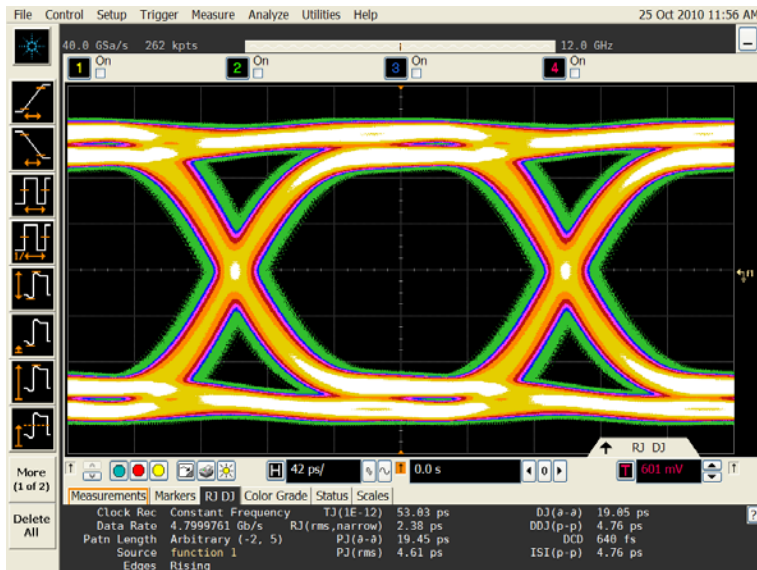 File Control Setup Trigger Measure Analyze Utilities Help 25 Oct 2010 11:56 AM
40.0 GSa/s 262 kpts 12.0 GHz
1 On 2 On 3 On 4 On
f1
RJ DJ
More
(1 of 2)
Delete
All
H 42 ps/ 0.0 s 0 T 601 mV
Measurements Markers RJ DJ Color Grade Status Scales
Clock Rec Constant Frequency TJ(1E-12) 53.03 ps DJ(∂-∂) 19.05 ps
Data Rate 4.7999761 Gb/s RJ(rms,narrow) 2.38 ps DDJ(p-p) 4.76 ps
Patn Length Arbitrary (-2, 5) PJ(∂-∂) 19.45 ps DCD 640 fs
Source function 1 PJ(rms) 4.61 ps ISI(p-p) 4.76 ps
Edges Rising
?
1/